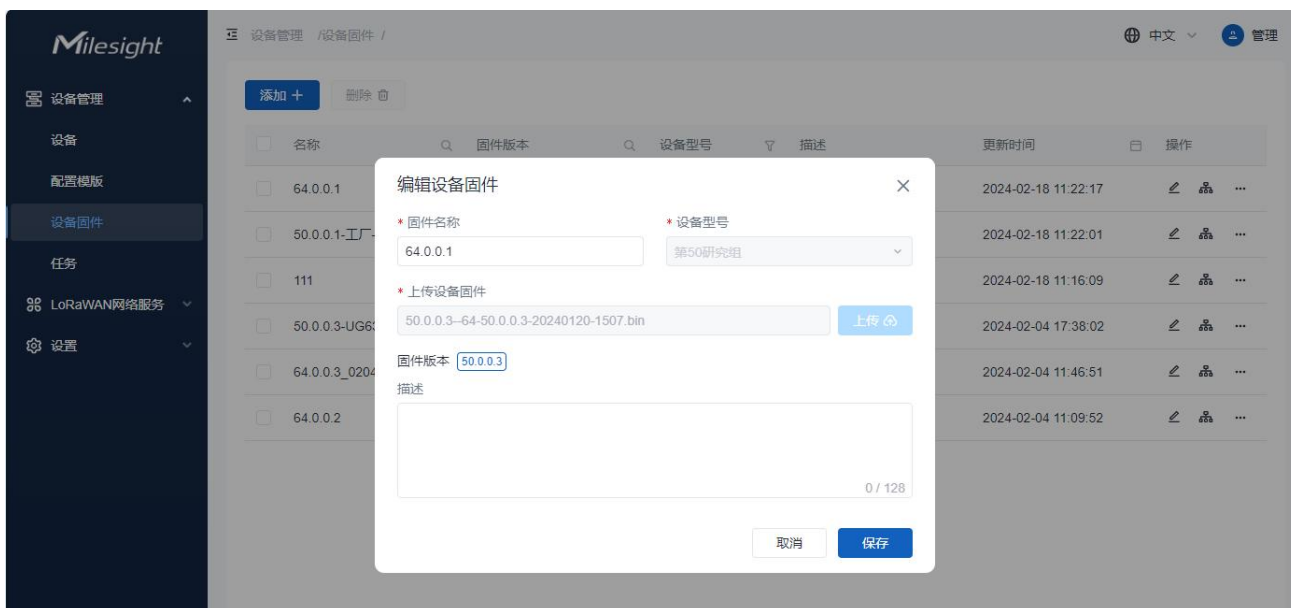 Milesight
设备管理 /设备固件 /
中文
管理
设备管理
设备
配置模版
设备固件
任务
LoRaWAN网络服务
设置
添加 +
删除
名称
固件版本
设备型号
描述
更新时间
操作
64.0.0.1
2024-02-18 11:22:17
50.0.0.1-工厂-
2024-02-18 11:22:01
111
2024-02-18 11:16:09
50.0.0.3-UG6
2024-02-04 17:38:02
64.0.0.3_0204
2024-02-04 11:46:51
64.0.0.2
2024-02-04 11:09:52
编辑设备固件
* 固件名称
* 设备型号
64.0.0.1
第50研究组
* 上传设备固件
50.0.0.3--64-50.0.0.3-20240120-1507.bin
上传
固件版本 50.0.0.3
描述
0 / 128
取消
保存